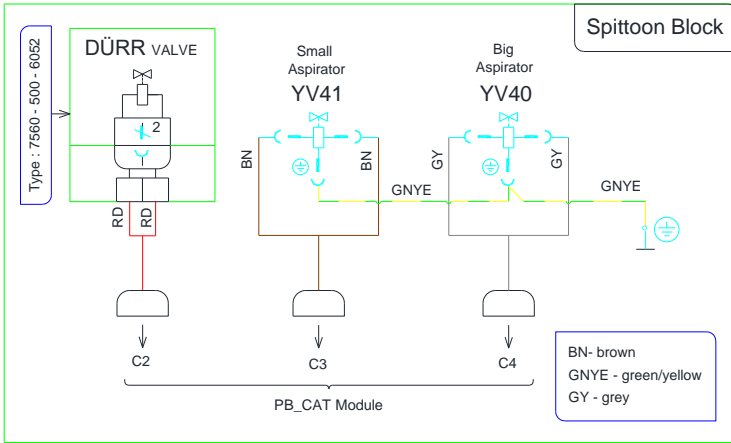 Spittoon Block
DÜRR VALVE
2
Type : 7560 - 500 - 6052
RD
RD
Small
Aspirator
YV41
BN
BN
Big
Aspirator
YV40
GY
GY
GNYE
GNYE
C2
C3
C4
PB_CAT Module
BN- brown
GNYE - green/yellow
GY - grey